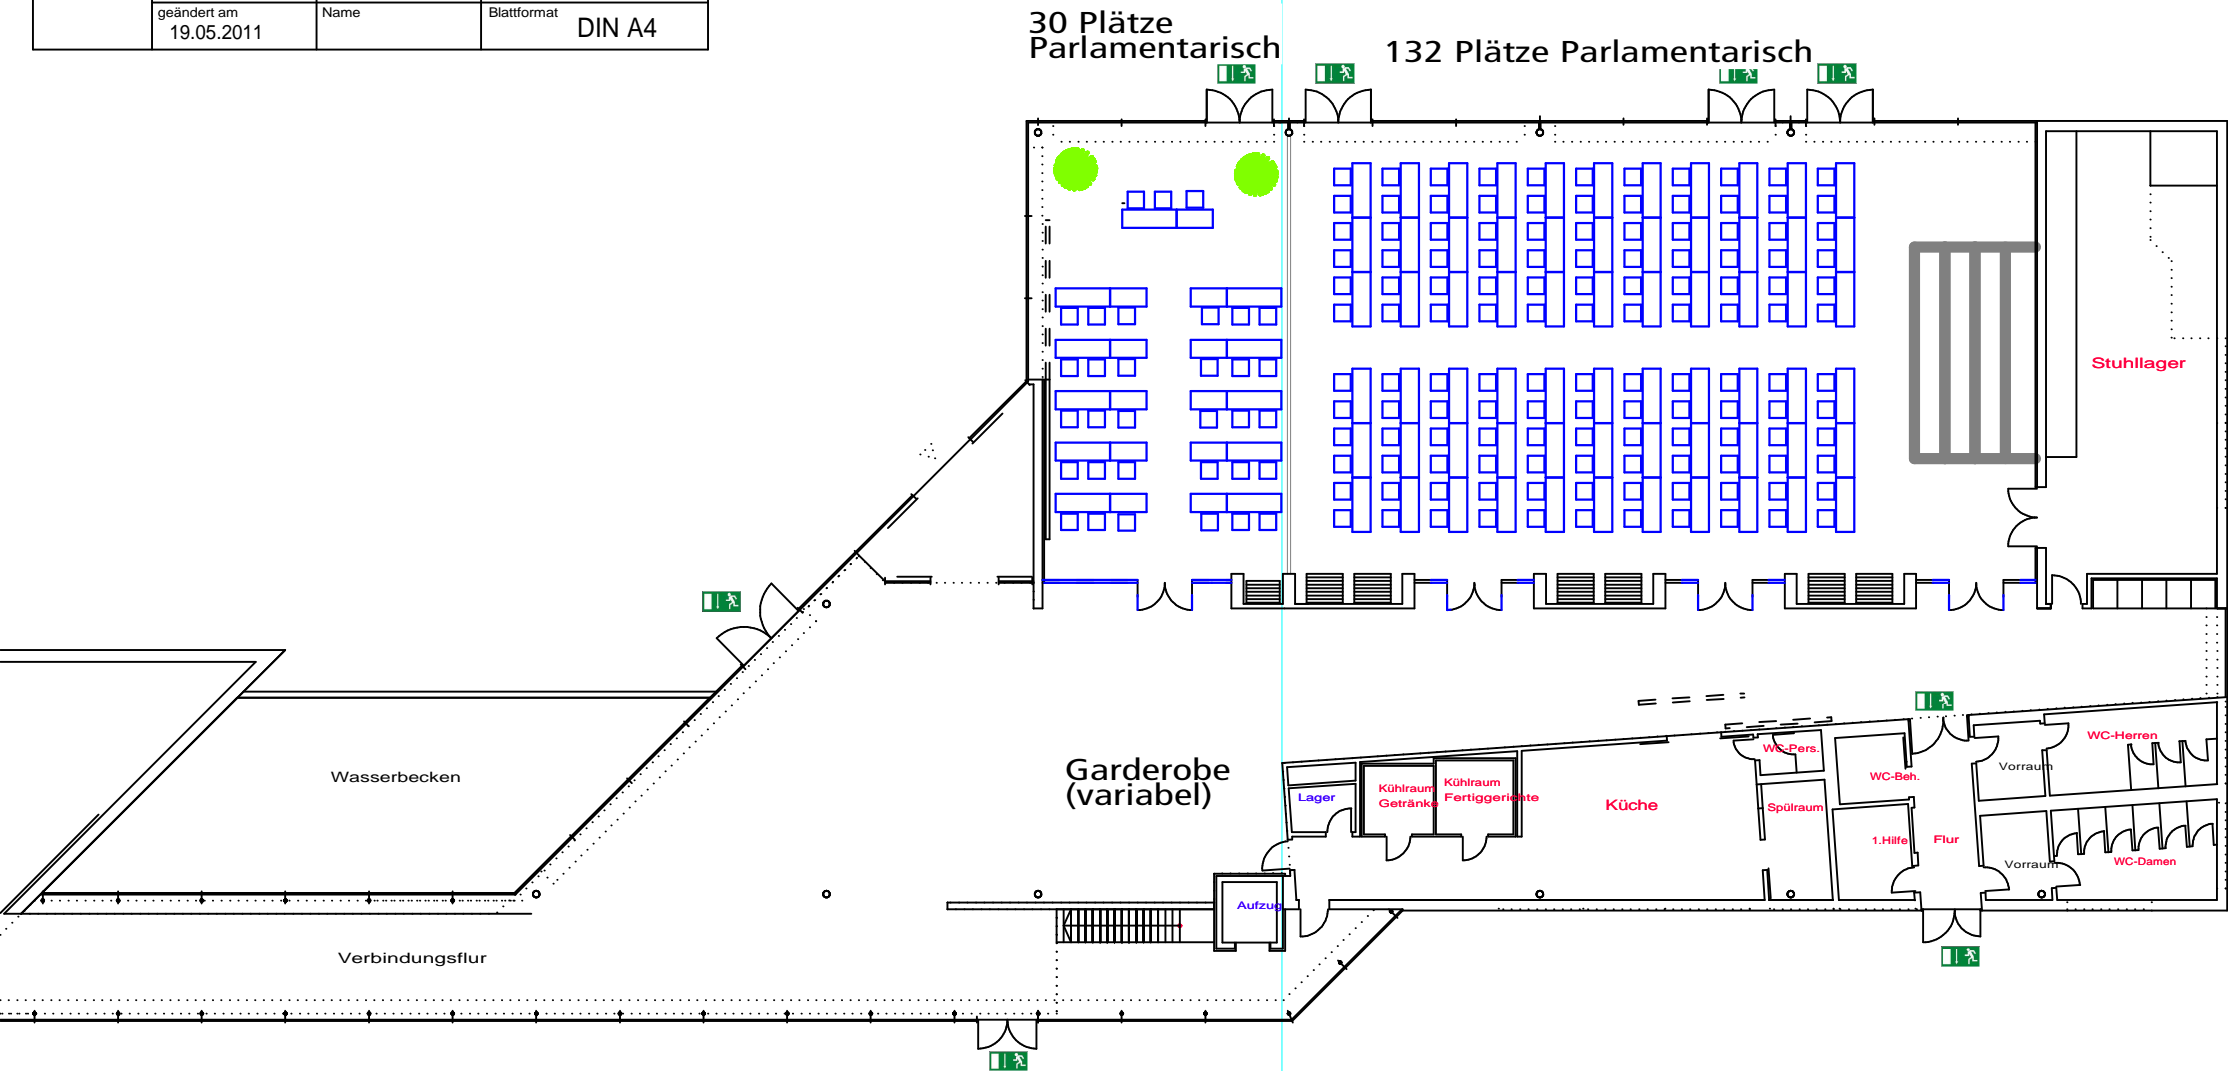 geändert am
19.05.2011
Name
Blattformat
DIN A4
30 Plätze
Parlamentarisch
132 Plätze Parlamentarisch
Stuhllager
Wasserbecken
Verbindungsflur
Garderobe
(variabel)
Aufzug
Lager
Kühlraum
Getränke
Kühlraum
Fertiggerichte
Küche
WC-Pers.
Spülraum
WC-Beh.
1.Hilfe
Flur
Vorraum
WC-Herren
Vorraum
WC-Damen